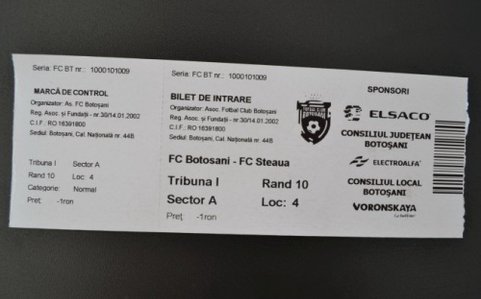 Seria: FC BT nr.: 1000101009
MARCĂ DE CONTROL
Organizator: As. FC Botoșani
Reg. Asoc. și Fundații - nr.30/14.01.2002
C.I.F.: RO 16391800
Sediul: Botoșani, Cal. Națională nr. 44B
Tribuna I Sector A
Rand 10 Loc: 4
Categorie: Normal
Preț: -1ron
Seria: FC BT nr.: 1000101009
BILET DE INTRARE
Organizator: Asoc. Fotbal Club Botoșani
Reg. Asoc. și Fundații - nr.30/14.01.2002
C.I.F.: RO 16391800
Sediul: Botoșani, Cal. Națională nr. 44B
FOTBAL CLUB
BOTOȘANI
FC Botosani - FC Steaua
Tribuna I Rand 10
Sector A Loc: 4
Preț: -1ron
SPONSORI
ELSACO
CONSILIUL JUDEȚEAN
BOTOȘANI
ELECTROALFA
CONSILIUL LOCAL
BOTOȘANI
VORONSKAYA